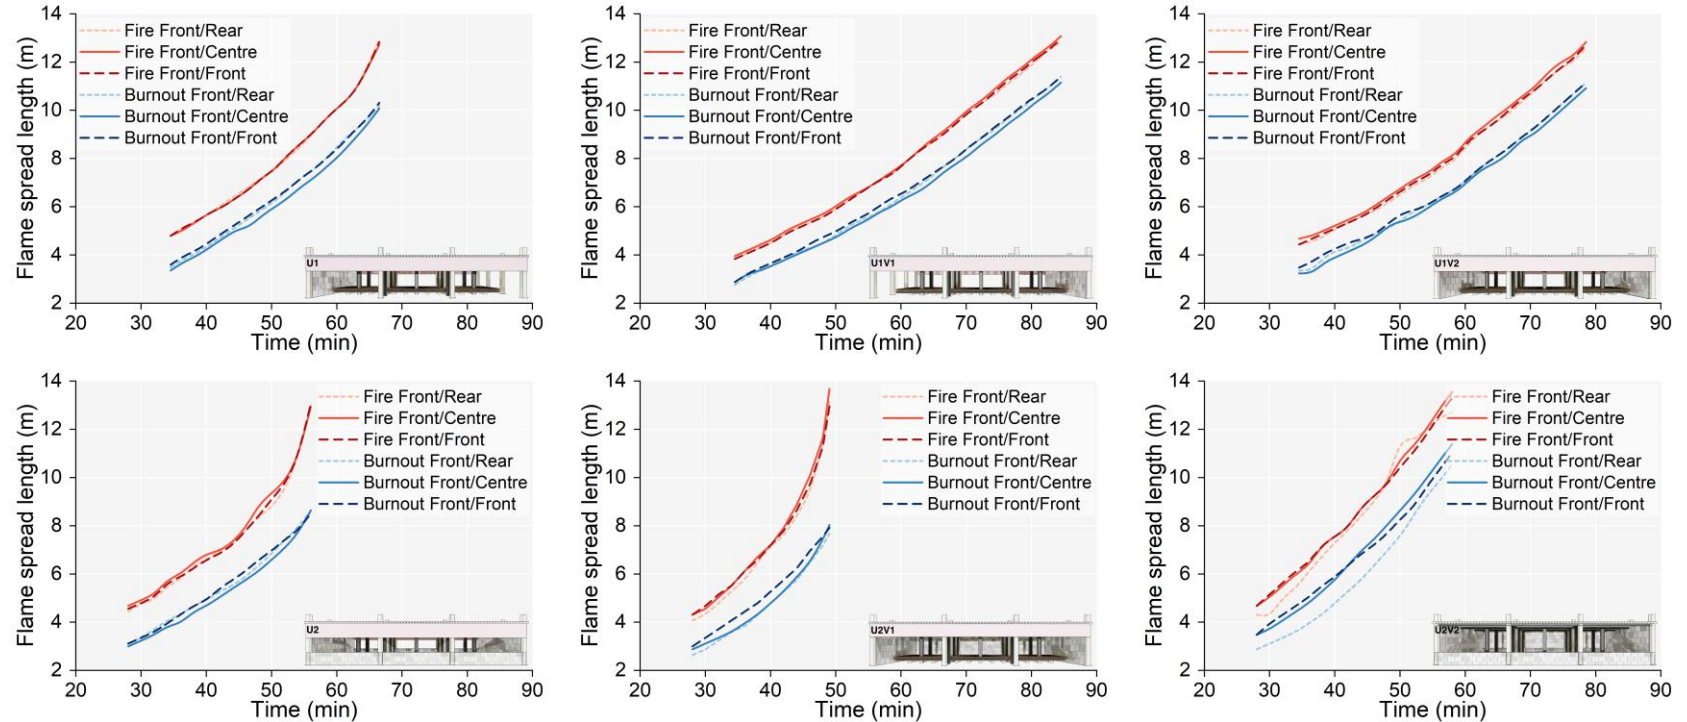 14
12
10
8
6
4
2
Flame spread length (m)
Fire Front/Rear
Fire Front/Centre
Fire Front/Front
Burnout Front/Rear
Burnout Front/Centre
Burnout Front/Front
U1
20 30 40 50 60 70 80 90
Time (min)
14
12
10
8
6
4
2
Flame spread length (m)
Fire Front/Rear
Fire Front/Centre
Fire Front/Front
Burnout Front/Rear
Burnout Front/Centre
Burnout Front/Front
U1V1
20 30 40 50 60 70 80 90
Time (min)
14
12
10
8
6
4
2
Flame spread length (m)
Fire Front/Rear
Fire Front/Centre
Fire Front/Front
Burnout Front/Rear
Burnout Front/Centre
Burnout Front/Front
U1V2
20 30 40 50 60 70 80 90
Time (min)
14
12
10
8
6
4
2
Flame spread length (m)
Fire Front/Rear
Fire Front/Centre
Fire Front/Front
Burnout Front/Rear
Burnout Front/Centre
Burnout Front/Front
U2
20 30 40 50 60 70 80 90
Time (min)
14
12
10
8
6
4
2
Flame spread length (m)
Fire Front/Rear
Fire Front/Centre
Fire Front/Front
Burnout Front/Rear
Burnout Front/Centre
Burnout Front/Front
U2V1
20 30 40 50 60 70 80 90
Time (min)
14
12
10
8
6
4
2
Flame spread length (m)
Fire Front/Rear
Fire Front/Centre
Fire Front/Front
Burnout Front/Rear
Burnout Front/Centre
Burnout Front/Front
U2V2
20 30 40 50 60 70 80 90
Time (min)